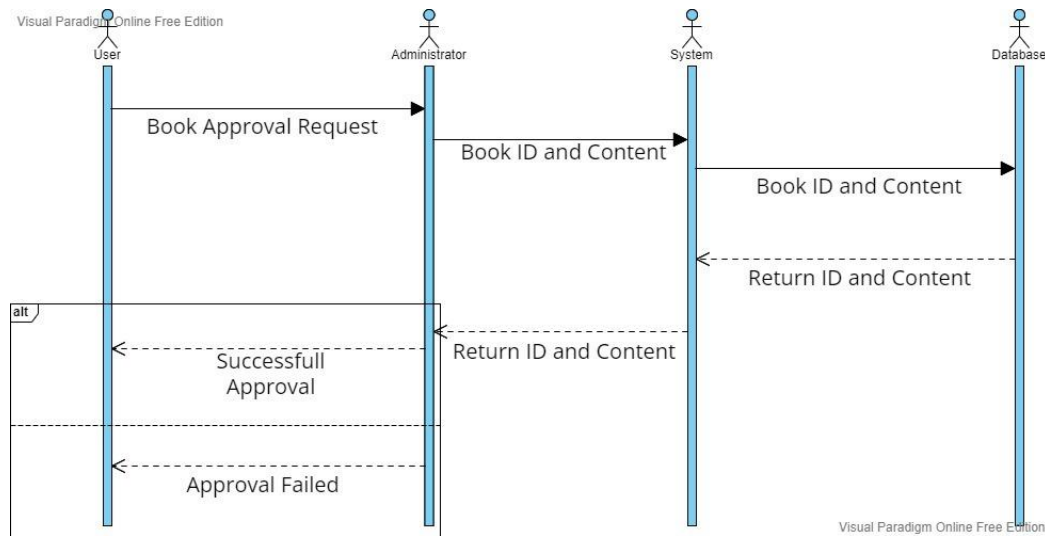 Visual Paradigm Online Free Edition
User
Administrator
System
Database
Book Approval Request
Book ID and Content
Book ID and Content
Return ID and Content
alt
Return ID and Content
Successfull
Approval
Approval Failed
Visual Paradigm Online Free Edition